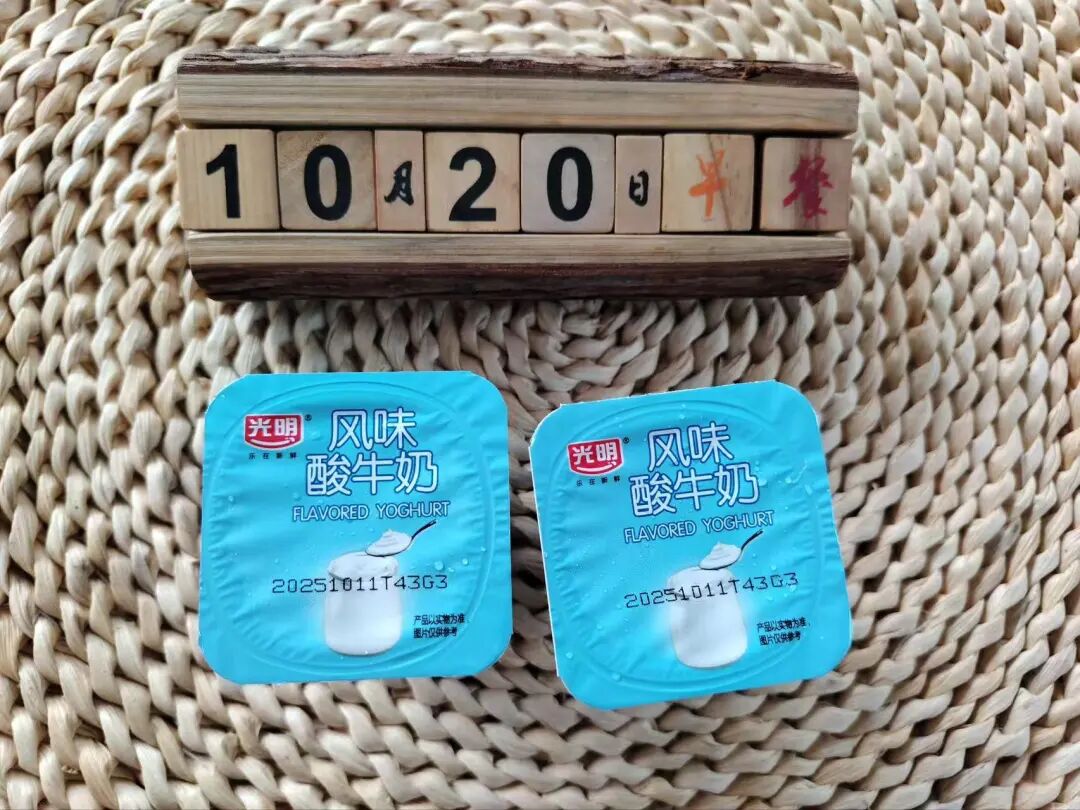 10月20日早餐
光明®
乐在新鲜
风味
酸牛奶
FLAVORED YOGHURT
20251011T43G3
产品以实物为准,
图片仅供参考
光明®
乐在新鲜
风味
酸牛奶
FLAVORED YOGHURT
20251011T43G3
产品以实物为准,
图片仅供参考